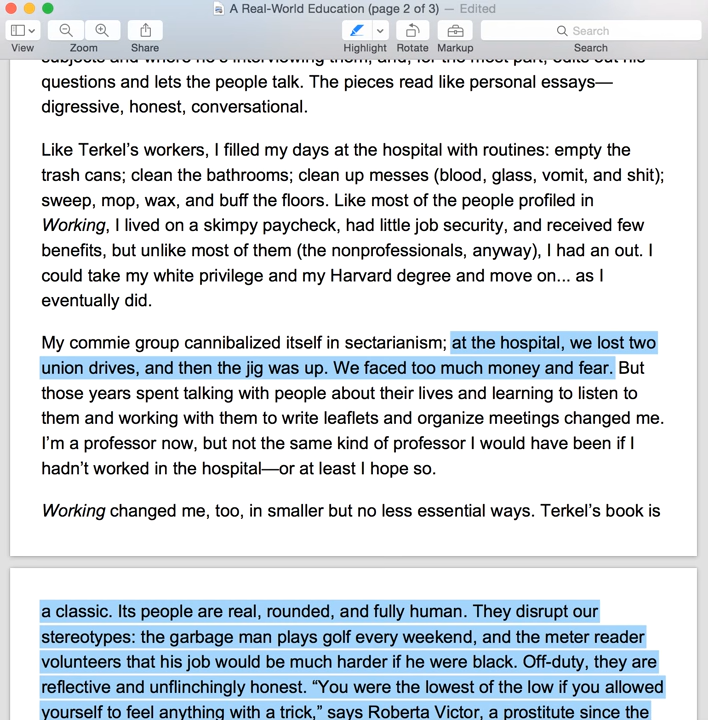 A Real-World Education (page 2 of 3) — Edited
View
Zoom
Share
Highlight
Rotate
Markup
Search
Search
subjects and where he's interviewing them, and, for the most part, edits out his
questions and lets the people talk. The pieces read like personal essays—
digressive, honest, conversational.
Like Terkel's workers, I filled my days at the hospital with routines: empty the
trash cans; clean the bathrooms; clean up messes (blood, glass, vomit, and shit);
sweep, mop, wax, and buff the floors. Like most of the people profiled in
Working, I lived on a skimpy paycheck, had little job security, and received few
benefits, but unlike most of them (the nonprofessionals, anyway), I had an out. I
could take my white privilege and my Harvard degree and move on... as I
eventually did.
My commie group cannibalized itself in sectarianism; at the hospital, we lost two
union drives, and then the jig was up. We faced too much money and fear. But
those years spent talking with people about their lives and learning to listen to
them and working with them to write leaflets and organize meetings changed me.
I'm a professor now, but not the same kind of professor I would have been if I
hadn't worked in the hospital—or at least I hope so.
Working changed me, too, in smaller but no less essential ways. Terkel's book is
a classic. Its people are real, rounded, and fully human. They disrupt our
stereotypes: the garbage man plays golf every weekend, and the meter reader
volunteers that his job would be much harder if he were black. Off-duty, they are
reflective and unflinchingly honest. “You were the lowest of the low if you allowed
yourself to feel anything with a trick,” says Roberta Victor, a prostitute since the